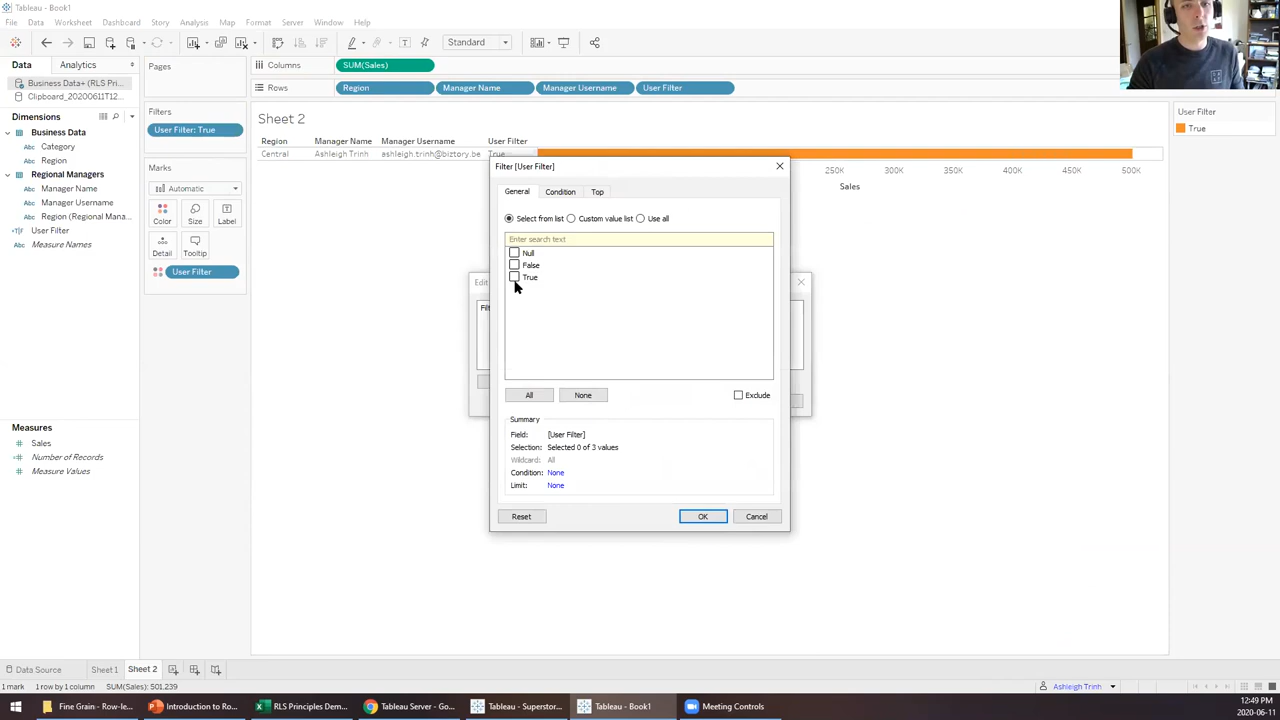 Tableau - Book1
File Data Worksheet Dashboard Story Analysis Map Format Server Window Help
Standard
Data Analytics
Pages
Columns SUM(Sales)
Business Data+ (RLS Pri...
Rows Region Manager Name Manager Username User Filter
Clipboard_20200611T12...
Filters
Sheet 2
User Filter
Dimensions
User Filter: True
True
Business Data
Region Manager Name Manager Username User Filter
Abc Category
Central Ashleigh Trinh ashleigh.trinh@biztory.be True
Abc Region
Marks
Filter [User Filter]
Regional Managers
250K 300K 350K 400K 450K 500K
Abc Manager Name
Automatic
Sales
Abc Manager Username
General Condition Top
Abc Region (Regional Mana...
Color Size Label
User Filter
Select from list Custom value list Use all
Abc Measure Names
Detail Tooltip
Enter search text
Null
False
User Filter
True
Edi
Fil
All None Exclude
Summary
Field: [User Filter]
Measures
Selection: Selected 0 of 3 values
Sales
Wildcard: All
Number of Records
Condition: None
Measure Values
Limit: None
Reset OK Cancel
Data Source Sheet 1 Sheet 2
1 mark 1 row by 1 column SUM(Sales): 501.239
Ashleigh Trinh
Fine Grain - Row-le... Introduction to Ro... RLS Principles Dem... Tableau Server - Go... Tableau - Superstor... Tableau - Book1 Meeting Controls
12:49 PM
2020-06-11